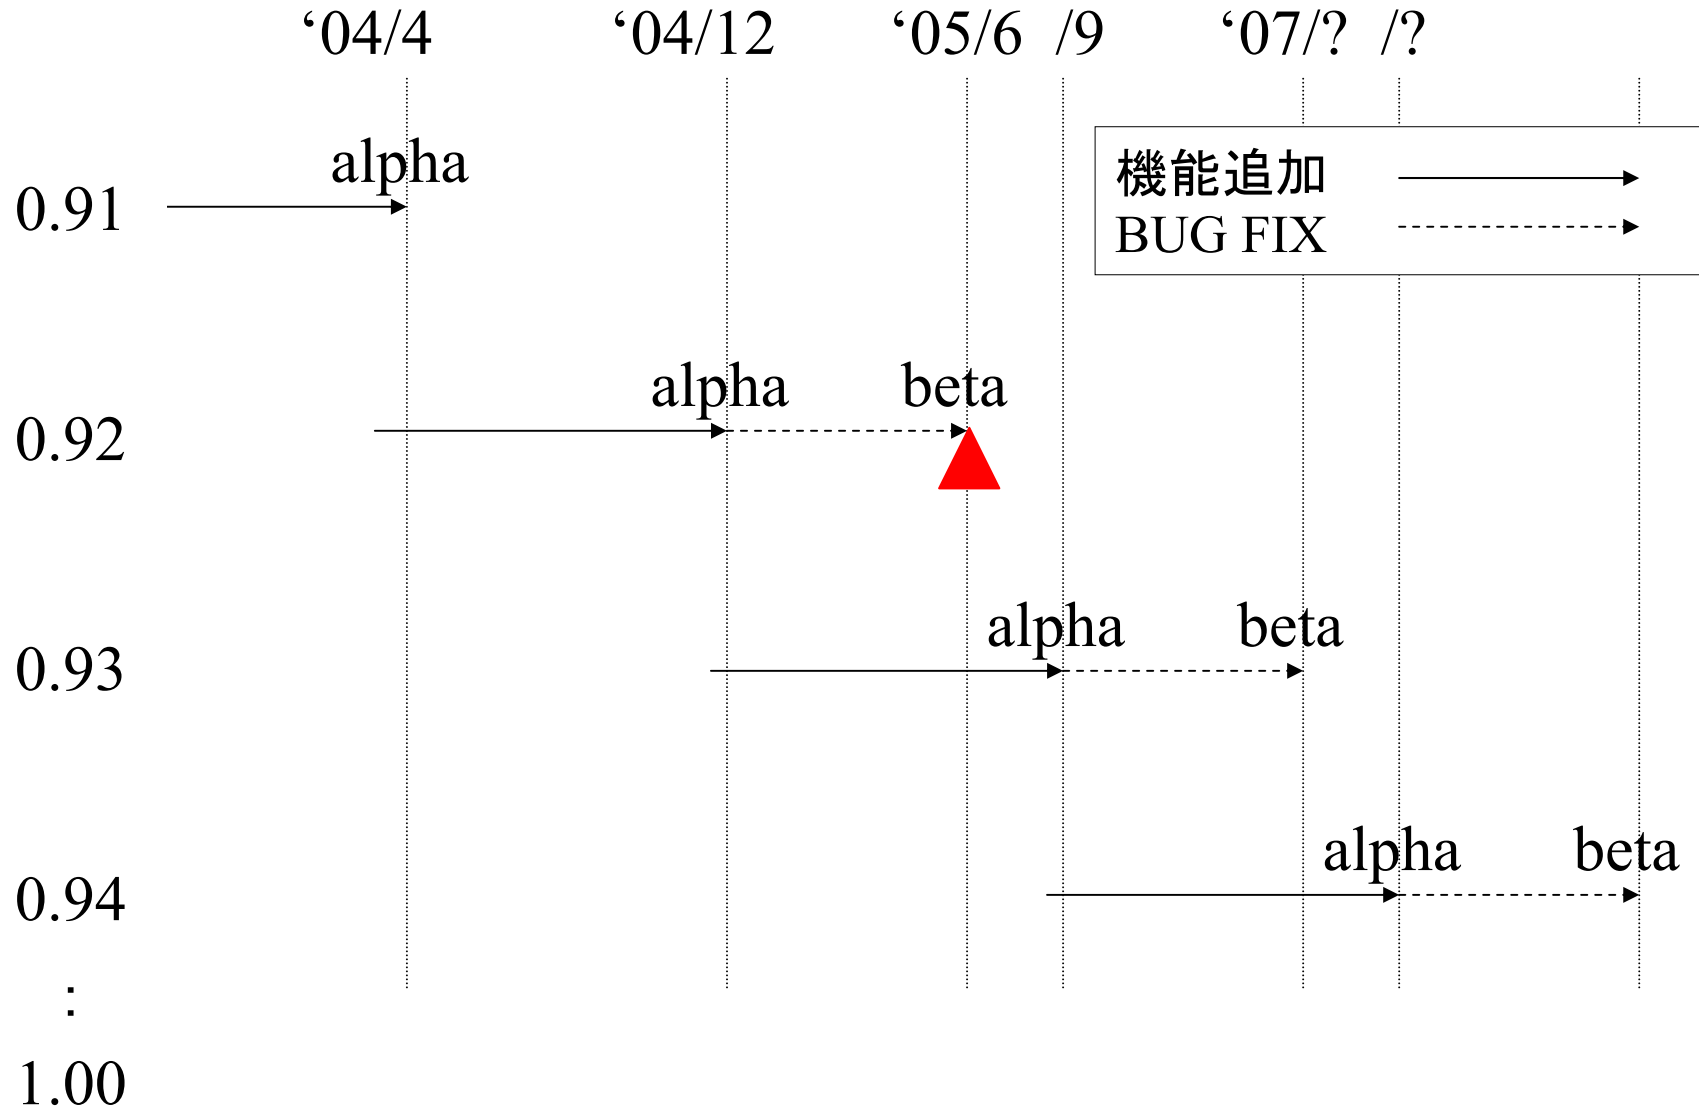 ‘04/4 ‘04/12 ‘05/6 /9 ‘07/? /?
機能追加
BUG FIX
alpha
0.91
alpha beta
0.92
alpha beta
0.93
alpha beta
0.94
:
1.00